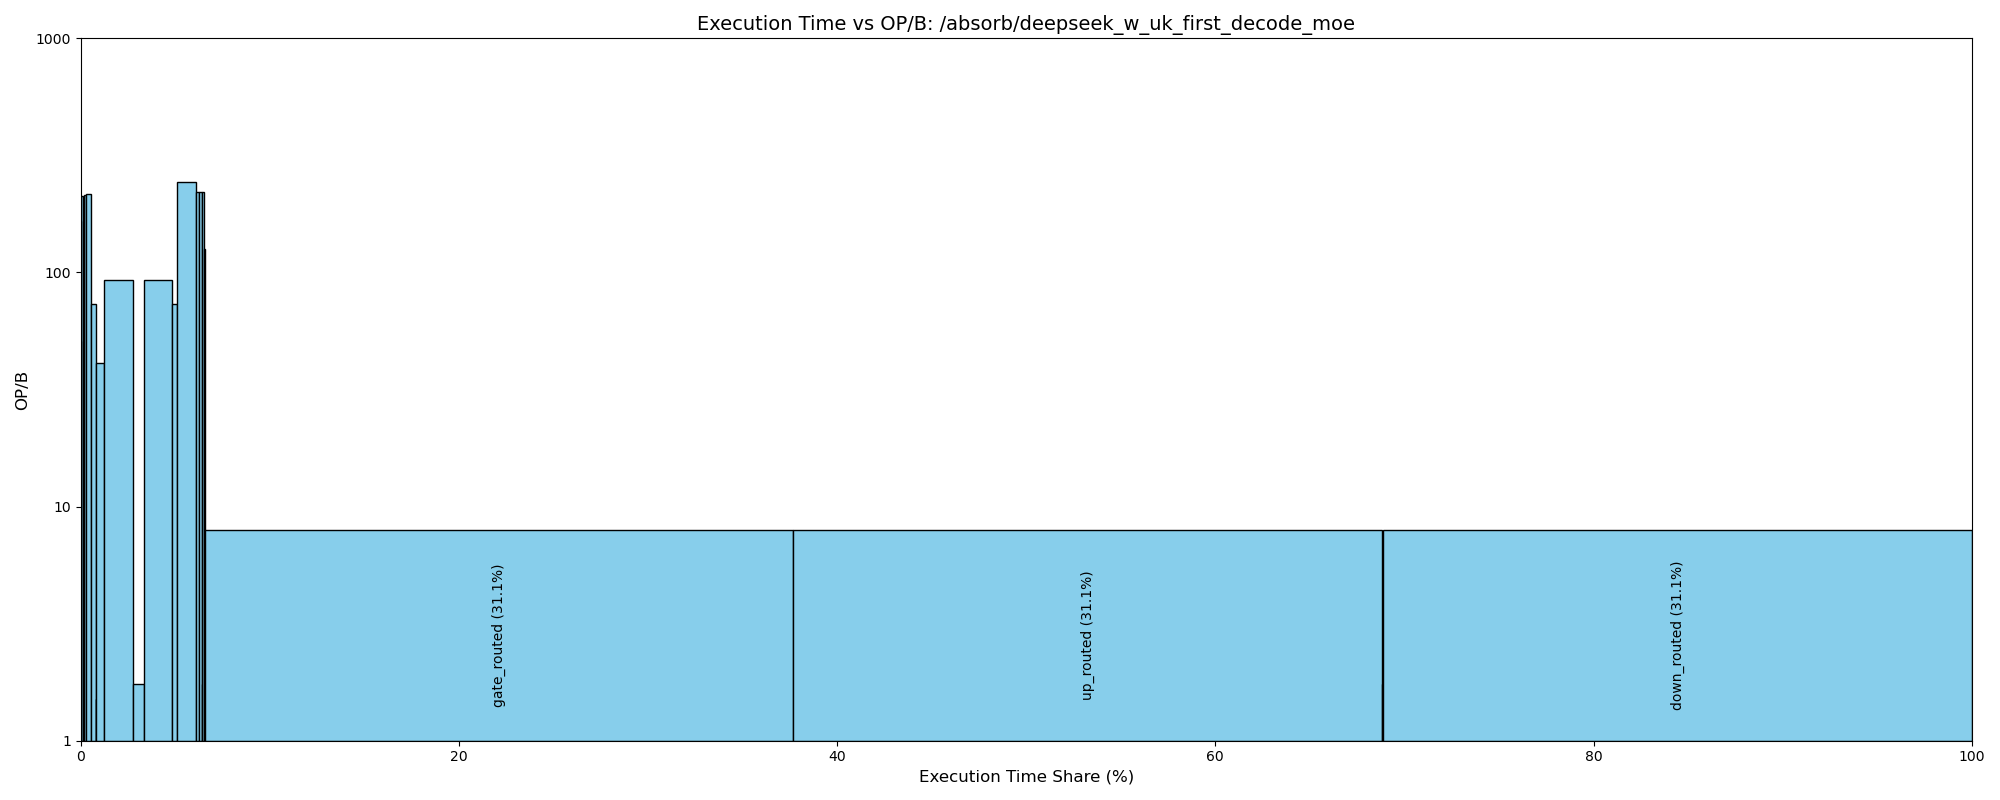 Execution Time vs OP/B: /absorb/deepseek_w_uk_first_decode_moe
1000
100
10
1
OP/B
gate_routed (31.1%)
up_routed (31.1%)
down_routed (31.1%)
0
20
40
60
80
100
Execution Time Share (%)